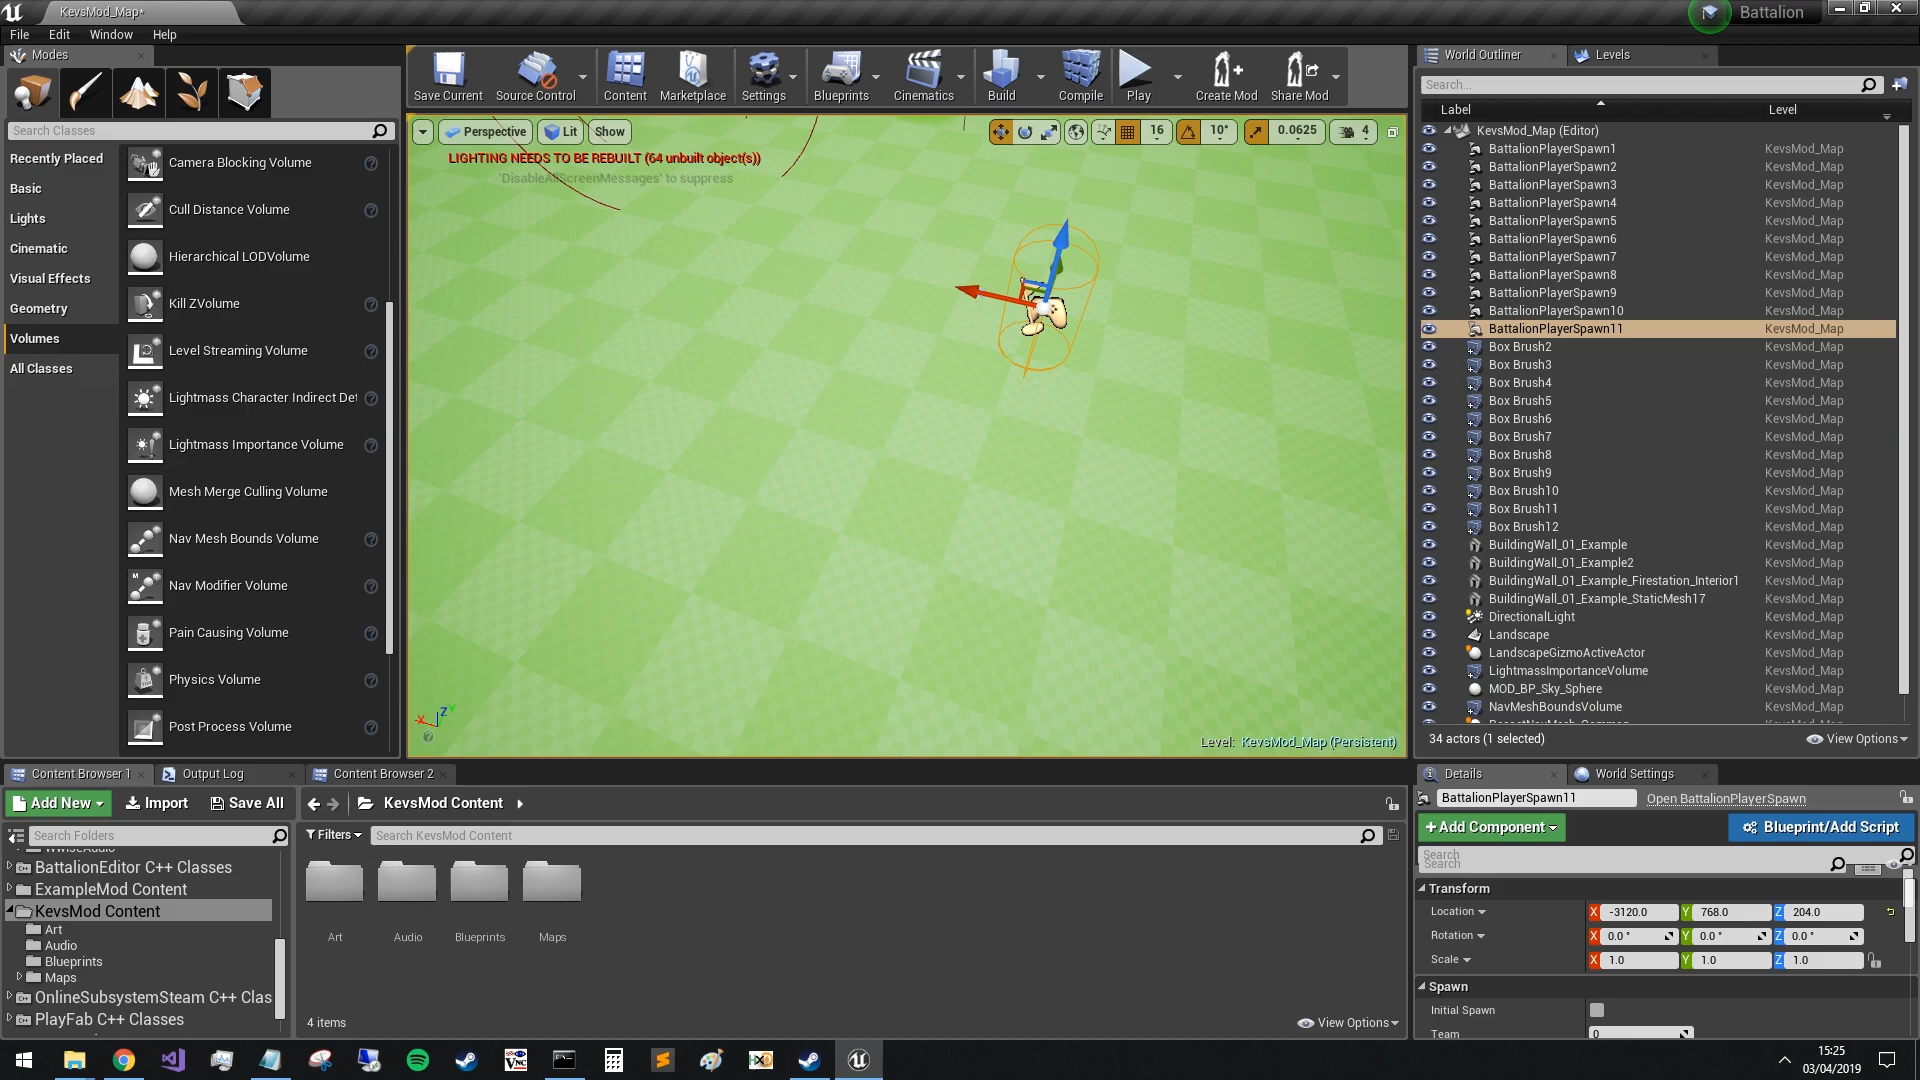 KevsMod_Map*
Battalion
File Edit Window Help
Modes
Search Classes
Recently Placed
Basic
Lights
Cinematic
Visual Effects
Geometry
Volumes
All Classes
Camera Blocking Volume
Cull Distance Volume
Hierarchical LODVolume
Kill ZVolume
Level Streaming Volume
Lightmass Character Indirect Det
Lightmass Importance Volume
Mesh Merge Culling Volume
Nav Mesh Bounds Volume
Nav Modifier Volume
Pain Causing Volume
Physics Volume
Post Process Volume
Save Current Source Control Content Marketplace Settings Blueprints Cinematics Build Compile Play Create Mod Share Mod
Perspective Lit Show 16 10° 0.0625 4
LIGHTING NEEDS TO BE REBUILT (64 unbuilt object(s))
'DisableAllScreenMessages' to suppress
X Z Y
Level: KevsMod_Map (Persistent)
World Outliner Levels
Search...
Label Level
KevsMod_Map (Editor)
BattalionPlayerSpawn1 KevsMod_Map
BattalionPlayerSpawn2 KevsMod_Map
BattalionPlayerSpawn3 KevsMod_Map
BattalionPlayerSpawn4 KevsMod_Map
BattalionPlayerSpawn5 KevsMod_Map
BattalionPlayerSpawn6 KevsMod_Map
BattalionPlayerSpawn7 KevsMod_Map
BattalionPlayerSpawn8 KevsMod_Map
BattalionPlayerSpawn9 KevsMod_Map
BattalionPlayerSpawn10 KevsMod_Map
BattalionPlayerSpawn11 KevsMod_Map
Box Brush2 KevsMod_Map
Box Brush3 KevsMod_Map
Box Brush4 KevsMod_Map
Box Brush5 KevsMod_Map
Box Brush6 KevsMod_Map
Box Brush7 KevsMod_Map
Box Brush8 KevsMod_Map
Box Brush9 KevsMod_Map
Box Brush10 KevsMod_Map
Box Brush11 KevsMod_Map
Box Brush12 KevsMod_Map
BuildingWall_01_Example KevsMod_Map
BuildingWall_01_Example2 KevsMod_Map
BuildingWall_01_Example_Firestation_Interior1 KevsMod_Map
BuildingWall_01_Example_StaticMesh17 KevsMod_Map
DirectionalLight KevsMod_Map
Landscape KevsMod_Map
LandscapeGizmoActiveActor KevsMod_Map
LightmassImportanceVolume KevsMod_Map
MOD_BP_Sky_Sphere KevsMod_Map
NavMeshBoundsVolume KevsMod_Map
34 actors (1 selected) View Options
Content Browser 1 Output Log Content Browser 2
Add New Import Save All KevsMod Content
Search Folders
BattalionEditor C++ Classes
ExampleMod Content
KevsMod Content
Art
Audio
Blueprints
Maps
OnlineSubsystemSteam C++ Clas
PlayFab C++ Classes
Filters Search KevsMod Content
Art Audio Blueprints Maps
4 items View Options
Details World Settings
BattalionPlayerSpawn11 Open BattalionPlayerSpawn
+Add Component Blueprint/Add Script
Search
Search
Transform
Location X -3120.0 Y 768.0 Z 204.0
Rotation X 0.0 ° Y 0.0 ° Z 0.0 °
Scale X 1.0 Y 1.0 Z 1.0
Spawn
Initial Spawn
Team 0
15:25
03/04/2019